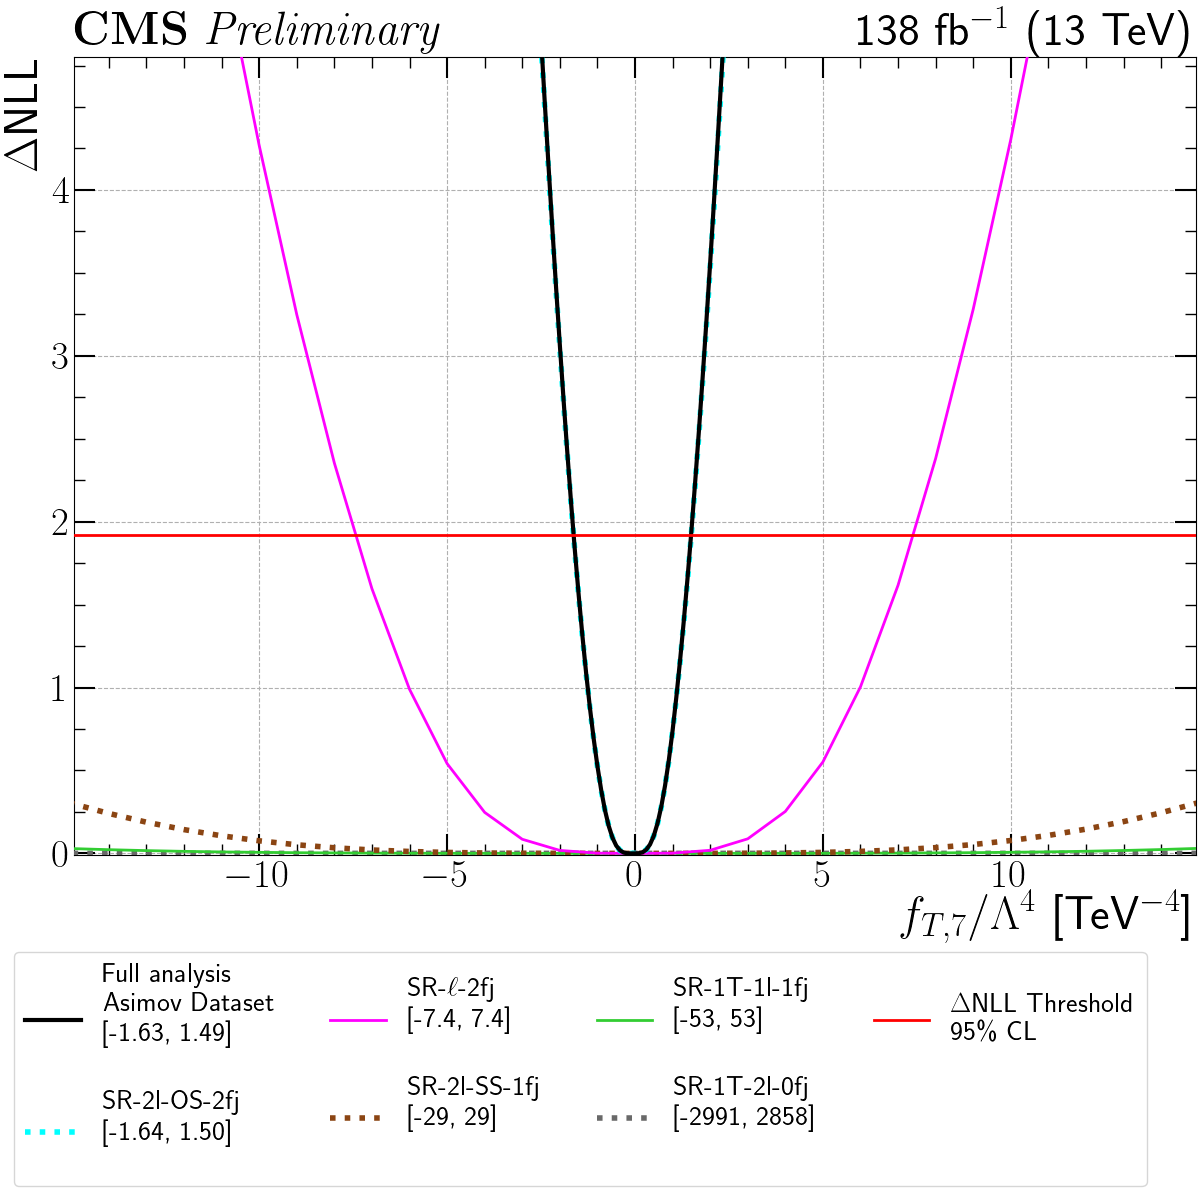 CMS Preliminary
138 fb⁻¹ (13 TeV)
ΔNLL
4
3
2
1
0
−10
−5
0
5
10
f_{T,7}/Λ⁴ [TeV⁻⁴]
Full analysis
Asimov Dataset
[-1.63, 1.49]
SR-2l-OS-2fj
[-1.64, 1.50]
SR-ℓ-2fj
[-7.4, 7.4]
SR-2l-SS-1fj
[-29, 29]
SR-1T-1l-1fj
[-53, 53]
SR-1T-2l-0fj
[-2991, 2858]
ΔNLL Threshold
95% CL